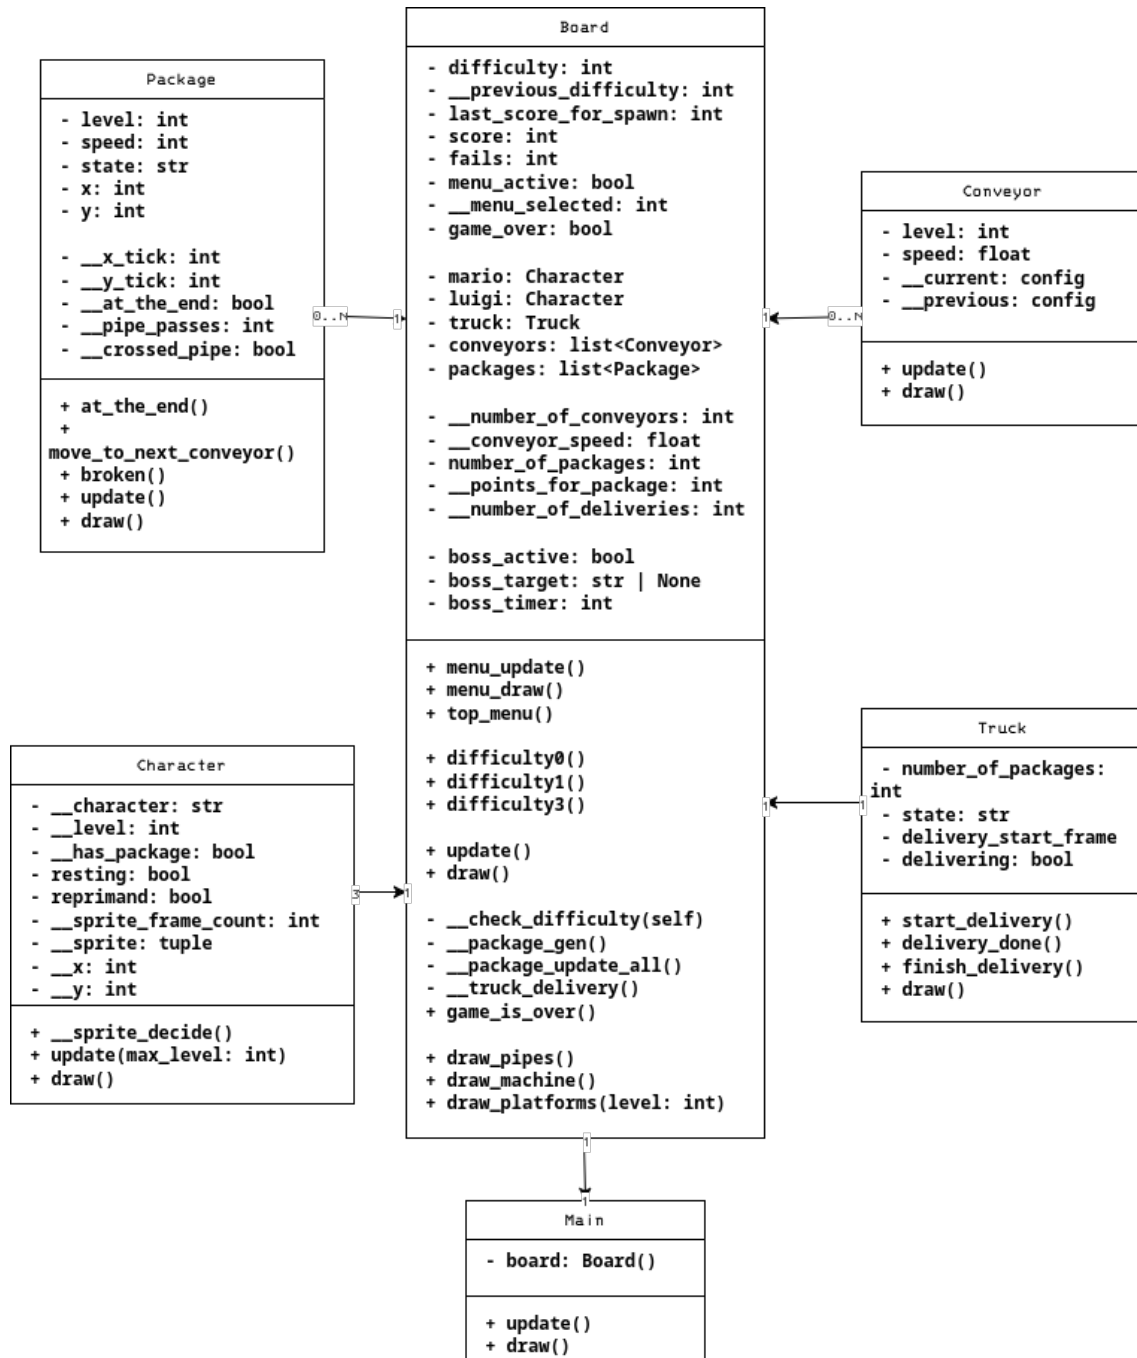 Board
- difficulty: int
- __previous_difficulty: int
- last_score_for_spawn: int
- score: int
- fails: int
- menu_active: bool
- __menu_selected: int
- game_over: bool
- mario: Character
- luigi: Character
- truck: Truck
- conveyors: list<Conveyor>
- packages: list<Package>
- __number_of_conveyors: int
- __conveyor_speed: float
- number_of_packages: int
- __points_for_package: int
- __number_of_deliveries: int
- boss_active: bool
- boss_target: str | None
- boss_timer: int
+ menu_update()
+ menu_draw()
+ top_menu()
+ difficulty0()
+ difficulty1()
+ difficulty3()
+ update()
+ draw()
- __check_difficulty(self)
- __package_gen()
- __package_update_all()
- __truck_delivery()
+ game_is_over()
+ draw_pipes()
+ draw_machine()
+ draw_platforms(level: int)
Package
- level: int
- speed: int
- state: str
- x: int
- y: int
- __x_tick: int
- __y_tick: int
- __at_the_end: bool
- __pipe_passes: int
- __crossed_pipe: bool
+ at_the_end()
+
move_to_next_conveyor()
+ broken()
+ update()
+ draw()
0..N
1
Conveyor
- level: int
- speed: float
- __current: config
- __previous: config
+ update()
+ draw()
1
0..N
Character
- __character: str
- __level: int
- __has_package: bool
- resting: bool
- reprimand: bool
- __sprite_frame_count: int
- __sprite: tuple
- __x: int
- __y: int
+ __sprite_decide()
+ update(max_level: int)
+ draw()
3
1
Truck
- number_of_packages:
int
- state: str
- delivery_start_frame
- delivering: bool
+ start_delivery()
+ delivery_done()
+ finish_delivery()
+ draw()
1
1
1
1
Main
- board: Board()
+ update()
+ draw()